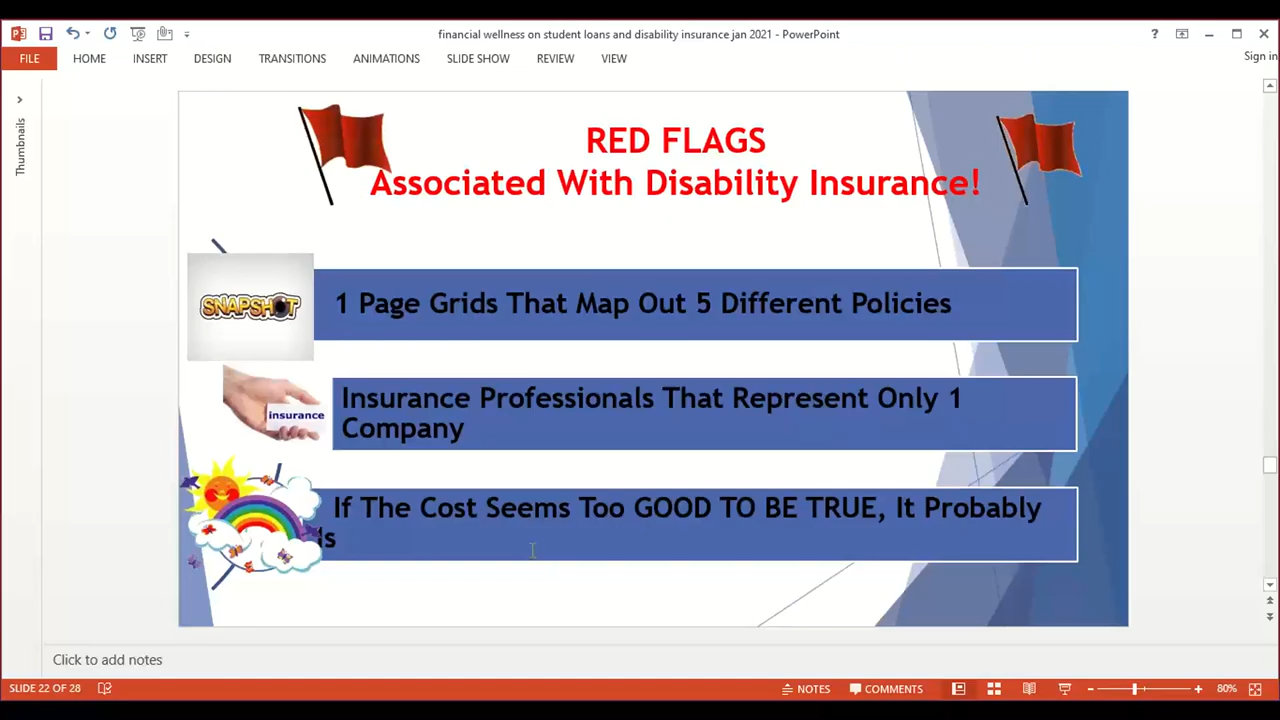 financial wellness on student loans and disability insurance jan 2021 - PowerPoint
FILE HOME INSERT DESIGN TRANSITIONS ANIMATIONS SLIDE SHOW REVIEW VIEW
Sign in
Thumbnails
RED FLAGS
Associated With Disability Insurance!
SNAPSHOT
1 Page Grids That Map Out 5 Different Policies
insurance
Insurance Professionals That Represent Only 1
Company
If The Cost Seems Too GOOD TO BE TRUE, It Probably
Is
Click to add notes
SLIDE 22 OF 28 NOTES COMMENTS 80%